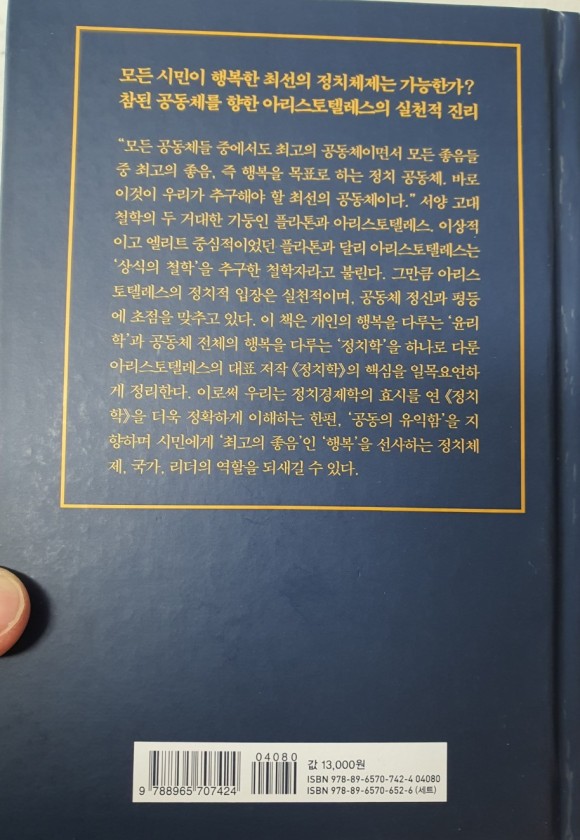 모든 시민이 행복한 최선의 정치체제는 가능한가?
참된 공동체를 향한 아리스토텔레스의 실천적 진리
“모든 공동체들 중에서도 최고의 공동체이면서 모든 좋음들
중 최고의 좋음, 즉 행복을 목표로 하는 정치 공동체. 바로
이것이 우리가 추구해야 할 최선의 공동체이다.” 서양 고대
철학의 두 거대한 기둥인 플라톤과 아리스토텔레스. 이상적
이고 엘리트 중심적이었던 플라톤과 달리 아리스토텔레스는
‘상식의 철학’을 추구한 철학자라고 불린다. 그만큼 아리스
토텔레스의 정치적 입장은 실천적이며, 공동체 정신과 평등
에 초점을 맞추고 있다. 이 책은 개인의 행복을 다루는 ‘윤리
학’과 공동체 전체의 행복을 다루는 ‘정치학’을 하나로 다룬
아리스토텔레스의 대표 저작 《정치학》의 핵심을 일목요연하
게 정리한다. 이로써 우리는 정치경제학의 효시를 연 《정치
학》을 더욱 정확하게 이해하는 한편, ‘공동의 유익함’을 지
향하며 시민에게 ‘최고의 좋음’인 ‘행복’을 선사하는 정치체
제, 국가, 리더의 역할을 되새길 수 있다.
04080
9 788965 707424
값 13,000원
ISBN 978-89-6570-742-4 04080
ISBN 978-89-6570-652-6 (세트)